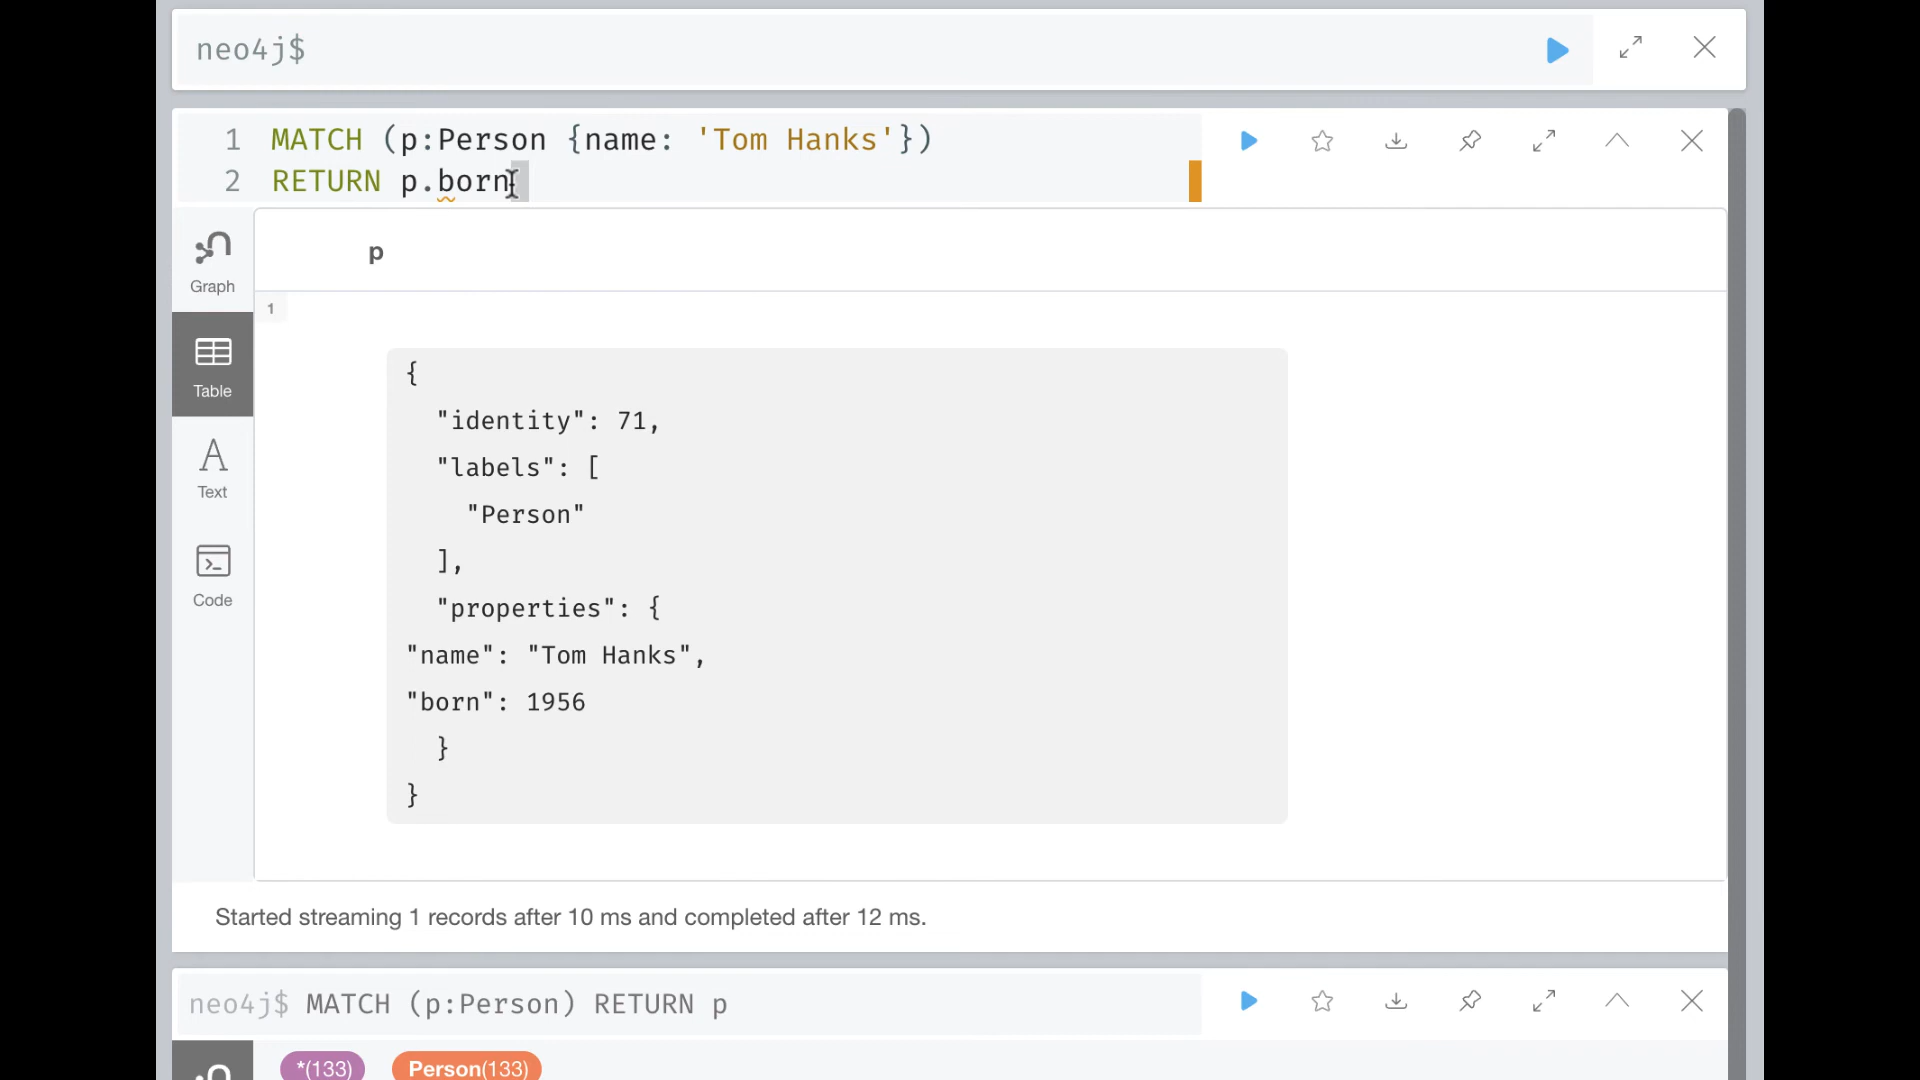 neo4j$
1 MATCH (p:Person {name: 'Tom Hanks'})
2 RETURN p.born
p
Graph
1
Table
Text
Code
{
"identity": 71,
"labels": [
"Person"
],
"properties": {
"name": "Tom Hanks",
"born": 1956
}
}
Started streaming 1 records after 10 ms and completed after 12 ms.
neo4j$ MATCH (p:Person) RETURN p
*(133) Person(133)